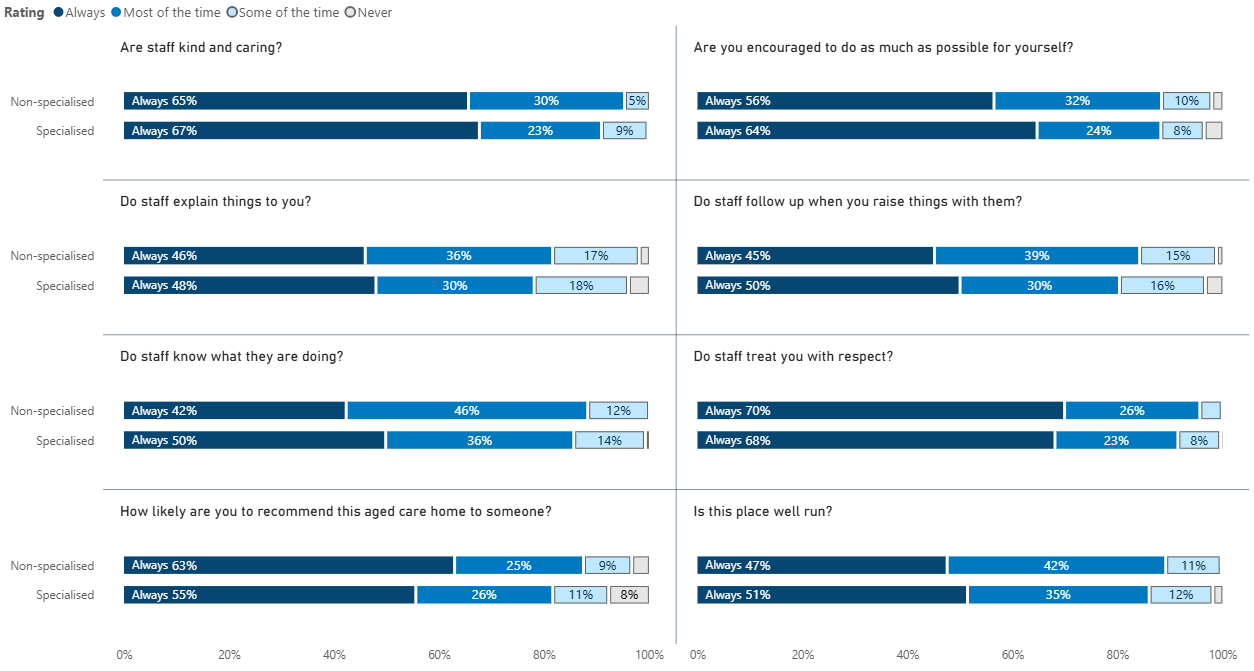 Rating Always Most of the time Some of the time Never
Are staff kind and caring?
Non-specialised Always 65% 30% 5%
Specialised Always 67% 23% 9%
Are you encouraged to do as much as possible for yourself?
Always 56% 32% 10%
Always 64% 24% 8%
Do staff explain things to you?
Non-specialised Always 46% 36% 17%
Specialised Always 48% 30% 18%
Do staff follow up when you raise things with them?
Always 45% 39% 15%
Always 50% 30% 16%
Do staff know what they are doing?
Non-specialised Always 42% 46% 12%
Specialised Always 50% 36% 14%
Do staff treat you with respect?
Always 70% 26%
Always 68% 23% 8%
How likely are you to recommend this aged care home to someone?
Non-specialised Always 63% 25% 9%
Specialised Always 55% 26% 11% 8%
Is this place well run?
Always 47% 42% 11%
Always 51% 35% 12%
0% 20% 40% 60% 80% 100% 0% 20% 40% 60% 80% 100%